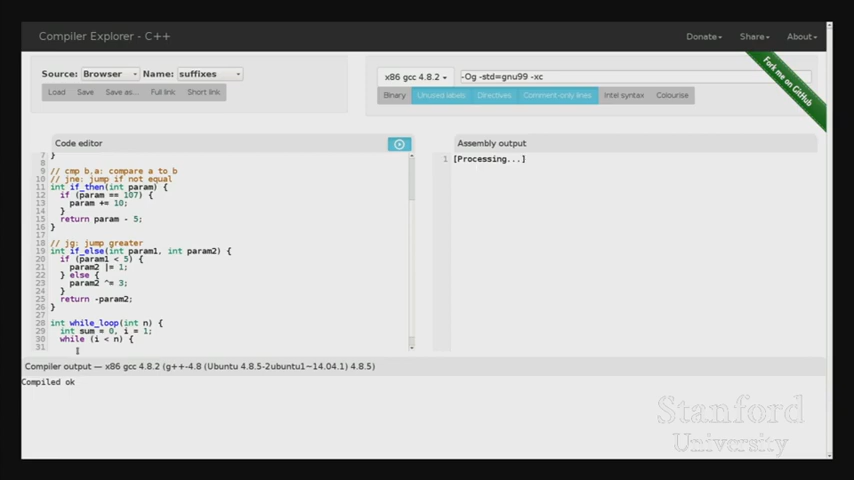 Compiler Explorer - C++
Donate
Share
About
Fork me on GitHub
Source: Browser Name: suffixes
Load Save Save as... Full link Short link
x86 gcc 4.8.2 -Og -std=gnu99 -xc
Binary Unused labels Directives Comment-only lines Intel syntax Colourise
Code editor
7 }
8
9 // cmp b,a: compare a to b
10 // jne: jump if not equal
11 int if_then(int param) {
12 if (param == 107) {
13 param += 10;
14 }
15 return param - 5;
16 }
17
18 // jg: jump greater
19 int if_else(int param1, int param2) {
20 if (param1 < 5) {
21 param2 |= 1;
22 } else {
23 param2 ^= 3;
24 }
25 return -param2;
26 }
27
28 int while_loop(int n) {
29 int sum = 0, i = 1;
30 while (i < n) {
31
Assembly output
1 [Processing...]
Compiler output — x86 gcc 4.8.2 (g++-4.8 (Ubuntu 4.8.5-2ubuntu1~14.04.1) 4.8.5)
Compiled ok
Stanford
University